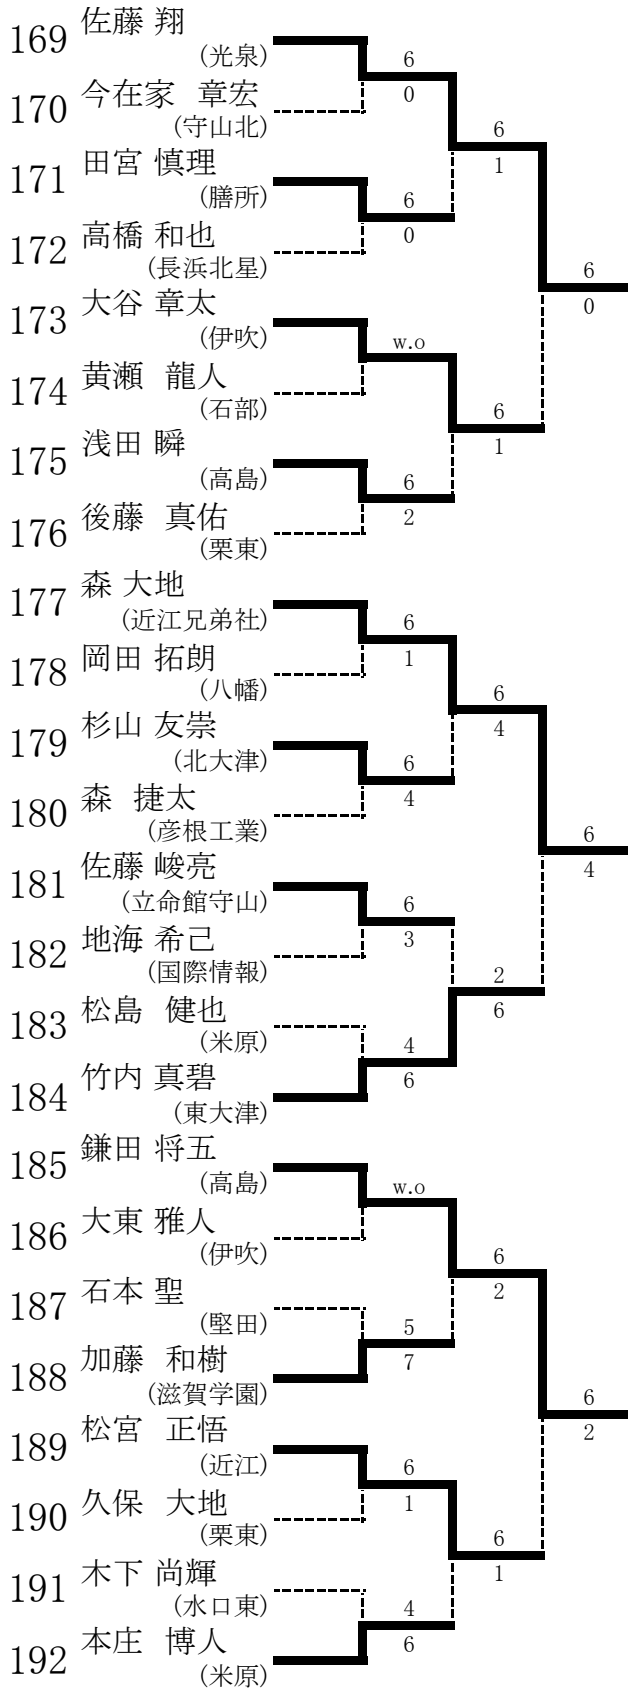 169 佐藤 翔
(光泉)
6
0
170 今在家 章宏
(守山北)
6
1
171 田宮 慎理
(膳所)
6
0
172 高橋 和也
(長浜北星)
6
0
173 大谷 章太
(伊吹)
w.o
174 黄瀬 龍人
(石部)
6
1
175 浅田 瞬
(高島)
6
2
176 後藤 真佑
(栗東)
177 森 大地
(近江兄弟社)
6
1
178 岡田 拓朗
(八幡)
6
4
179 杉山 友崇
(北大津)
6
4
180 森 捷太
(彦根工業)
6
4
181 佐藤 峻亮
(立命館守山)
6
3
182 地海 希己
(国際情報)
2
6
183 松島 健也
(米原)
4
6
184 竹内 真碧
(東大津)
185 鎌田 将五
(高島)
w.o
186 大東 雅人
(伊吹)
6
2
187 石本 聖
(堅田)
5
7
188 加藤 和樹
(滋賀学園)
6
2
189 松宮 正悟
(近江)
6
1
190 久保 大地
(栗東)
6
1
191 木下 尚輝
(水口東)
4
6
192 本庄 博人
(米原)